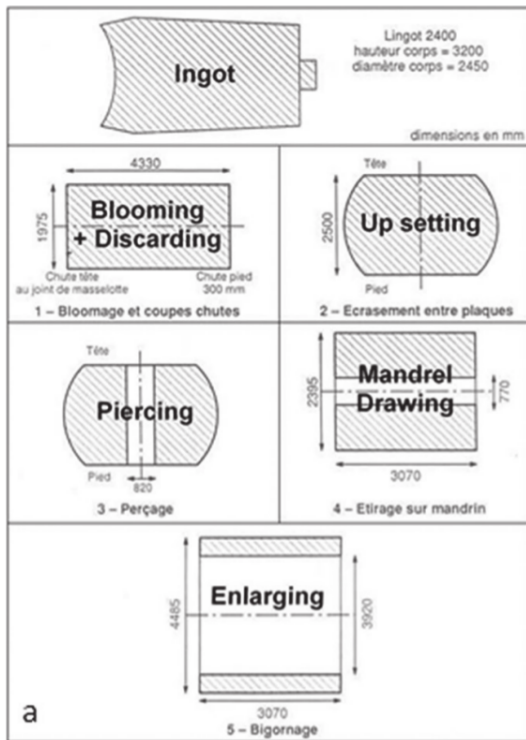 Ingot
Lingot 2400
hauteur corps = 3200
diamètre corps = 2450
dimensions en mm
4330
1975
Blooming
+ Discarding
Chute tête
au joint de masselotte
Chute pied
300 mm
1 – Bloomage et coupes chutes
Tête
2500
Up setting
Pied
2 – Ecrasement entre plaques
Tête
Piercing
Pied
820
3 – Perçage
2395
Mandrel
Drawing
770
3070
4 – Etirage sur mandrin
4485
Enlarging
3920
3070
5 – Bigornage
a